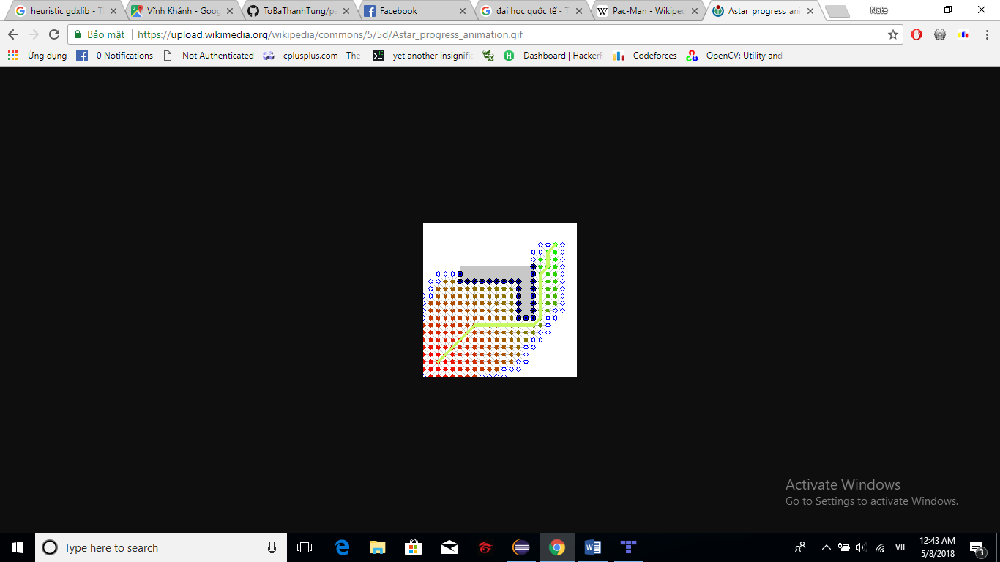 heuristic gdxlib - T
Vĩnh Khánh - Goog
ToBaThanhTung/pa
Facebook
đại học quốc tế - T
Pac-Man - Wikiped
Astar_progress_ani
Nate
Bảo mật
https://upload.wikimedia.org/wikipedia/commons/5/5d/Astar_progress_animation.gif
Ứng dụng
0 Notifications
Not Authenticated
cplusplus.com - The
yet another insignific
Dashboard | HackerR
Codeforces
OpenCV: Utility and
Activate Windows
Go to Settings to activate Windows.
Type here to search
VIE
12:43 AM
5/8/2018
3